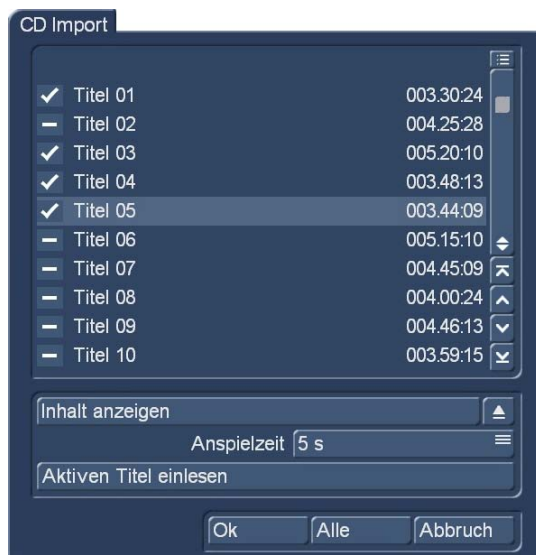 CD Import
Titel 01 003.30:24
Titel 02 004.25:28
Titel 03 005.20:10
Titel 04 003.48:13
Titel 05 003.44:09
Titel 06 005.15:10
Titel 07 004.45:09
Titel 08 004.00:24
Titel 09 004.46:13
Titel 10 003.59:15
Inhalt anzeigen
Anspielzeit 5 s
Aktiven Titel einlesen
Ok Alle Abbruch